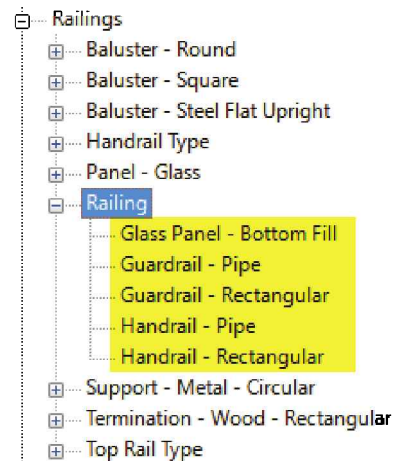 Railings
Baluster - Round
Baluster - Square
Baluster - Steel Flat Upright
Handrail Type
Panel - Glass
Railing
Glass Panel - Bottom Fill
Guardrail - Pipe
Guardrail - Rectangular
Handrail - Pipe
Handrail - Rectangular
Support - Metal - Circular
Termination - Wood - Rectangular
Top Rail Type